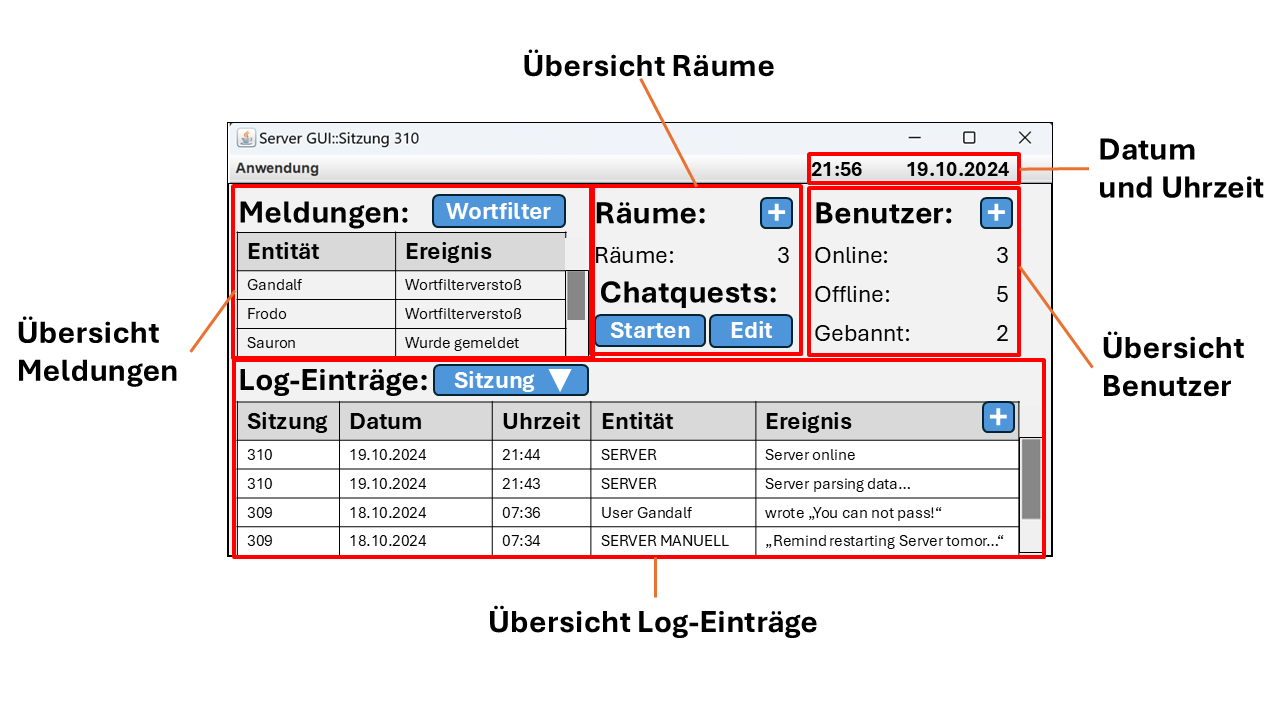 Übersicht Räume
Server GUI::Sitzung 310
Anwendung
21:56 19.10.2024
Datum
und Uhrzeit
Meldungen: Wortfilter
Entität Ereignis
Gandalf Wortfilterverstoß
Frodo Wortfilterverstoß
Sauron Wurde gemeldet
Räume: +
Räume: 3
Chatquests:
Starten Edit
Benutzer: +
Online: 3
Offline: 5
Gebannt: 2
Übersicht
Meldungen
Übersicht
Benutzer
Log-Einträge: Sitzung ▼
Sitzung Datum Uhrzeit Entität Ereignis +
310 19.10.2024 21:44 SERVER Server online
310 19.10.2024 21:43 SERVER Server parsing data...
309 18.10.2024 07:36 User Gandalf wrote „You can not pass!“
309 18.10.2024 07:34 SERVER MANUELL „Remind restarting Server tomor...“
Übersicht Log-Einträge